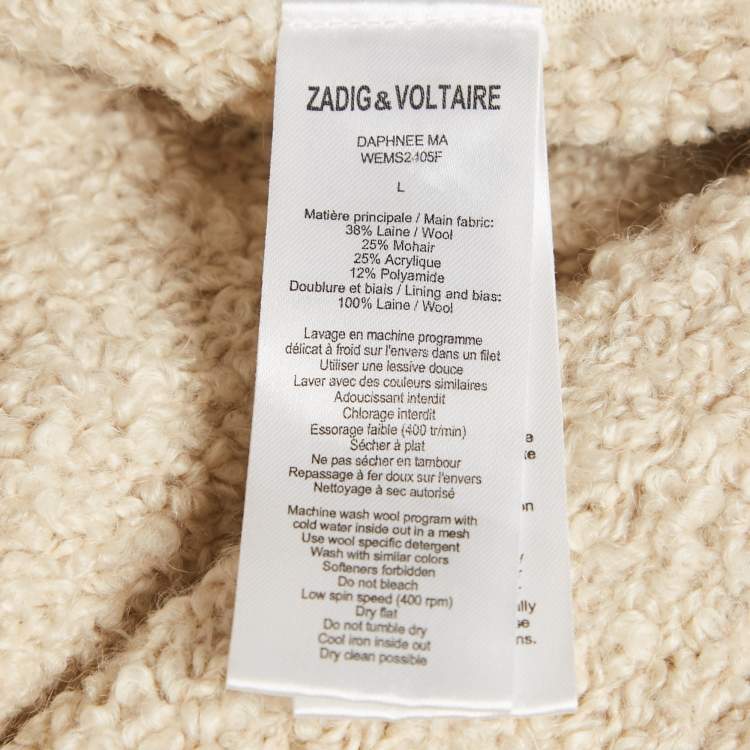 ZADIG & VOLTAIRE
DAPHNEE MA
WEMS2405F
L
Matière principale / Main fabric:
38% Laine / Wool
25% Mohair
25% Acrylique
12% Polyamide
Doublure et biais / Lining and bias:
100% Laine / Wool
Lavage en machine programme
délicat à froid sur l'envers dans un filet
Utiliser une lessive douce
Laver avec des couleurs similaires
Adoucissant interdit
Chlorage interdit
Essorage faible (400 tr/min)
Sécher à plat
Ne pas sécher en tambour
Repassage à fer doux sur l'envers
Nettoyage à sec autorisé
Machine wash wool program with
cold water inside out in a mesh
Use wool specific detergent
Wash with similar colors
Softeners forbidden
Do not bleach
Low spin speed (400 rpm)
Dry flat
Do not tumble dry
Cool iron inside out
Dry clean possible